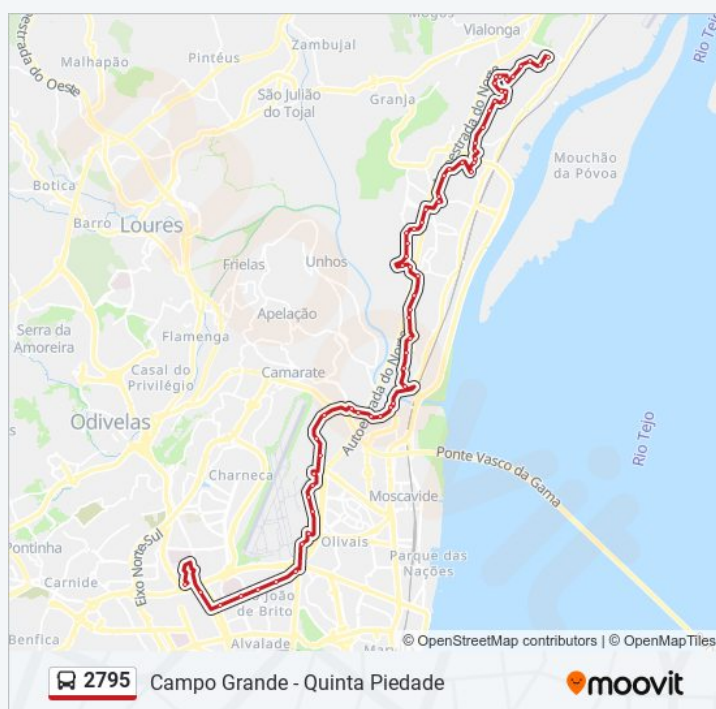 estrada do Oeste
Mogos
Vialonga
Rio Tejo
Zambujal
Pintéus
Malhapão
São Julião
do Tojal
Granja
estrada do Norte
Mouchão
da Póvoa
Botica
Barro
Loures
Frielas
Unhos
Serra da
Amoreira
Apelação
Flamenga
Casal do
Privilégio
Camarate
Autoestrada do Norte
Odivelas
Rio Tejo
Charneca
Ponte Vasco da Gama
Moscavide
Pontinha
Eixo Norte-Sul
Olivais
Parque das
Nações
Carnide
João
de Brito
Benfica
Alvalade
© OpenStreetMap contributors | © OpenMapTiles
2795
Campo Grande - Quinta Piedade
moovit